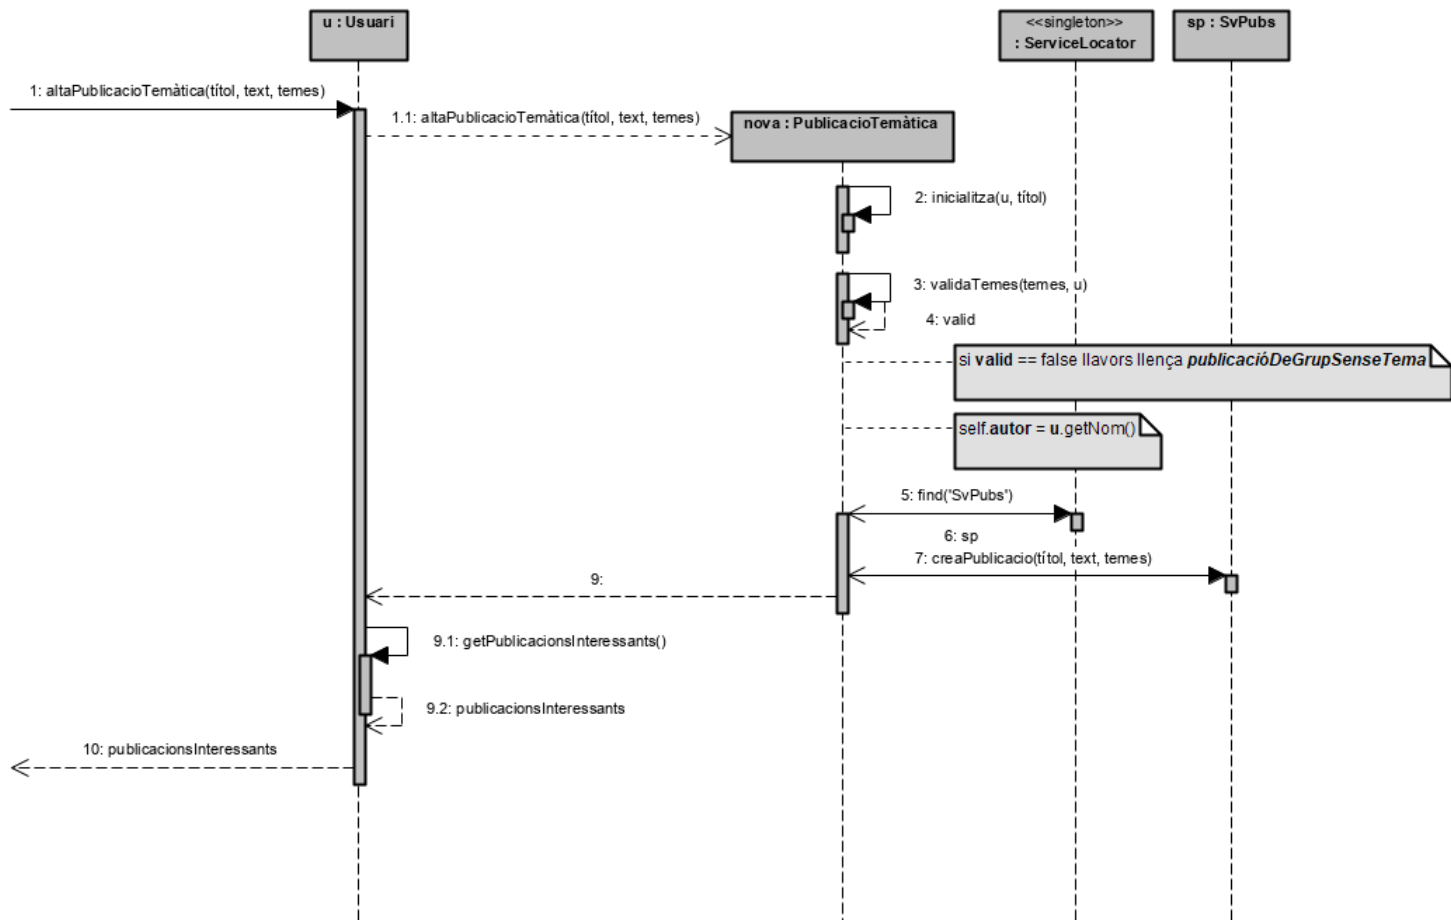 u : Usuari
<<singleton>>
: ServiceLocator
sp : SvPubs
1: altaPublicacioTemàtica(títol, text, temes)
1.1: altaPublicacioTemàtica(títol, text, temes)
nova : PublicacioTemàtica
2: inicialitza(u, títol)
3: validaTemes(temes, u)
4: valid
si valid == false llavors llença publicacióDeGrupSenseTema
self.autor = u.getNom()
5: find("SvPubs")
6: sp
7: creaPublicacio(títol, text, temes)
9:
9.1: getPublicacionsInteressants()
9.2: publicacionsInteressants
10: publicacionsInteressants